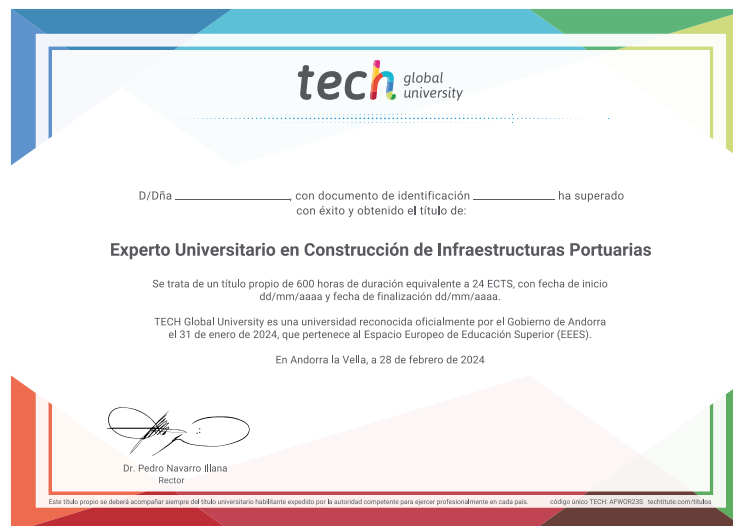 tech global university
D/Dña ____________________, con documento de identificación ______________ ha superado
con éxito y obtenido el título de:
Experto Universitario en Construcción de Infraestructuras Portuarias
Se trata de un título propio de 600 horas de duración equivalente a 24 ECTS, con fecha de inicio
dd/mm/aaaa y fecha de finalización dd/mm/aaaa.
TECH Global University es una universidad reconocida oficialmente por el Gobierno de Andorra
el 31 de enero de 2024, que pertenece al Espacio Europeo de Educación Superior (EEES).
En Andorra la Vella, a 28 de febrero de 2024
Dr. Pedro Navarro Illana
Rector
Este título propio se deberá acompañar siempre del título universitario habilitante expedido por la autoridad competente para ejercer profesionalmente en cada país. código único TECH: AFWOR23S techtitute.com/titulos